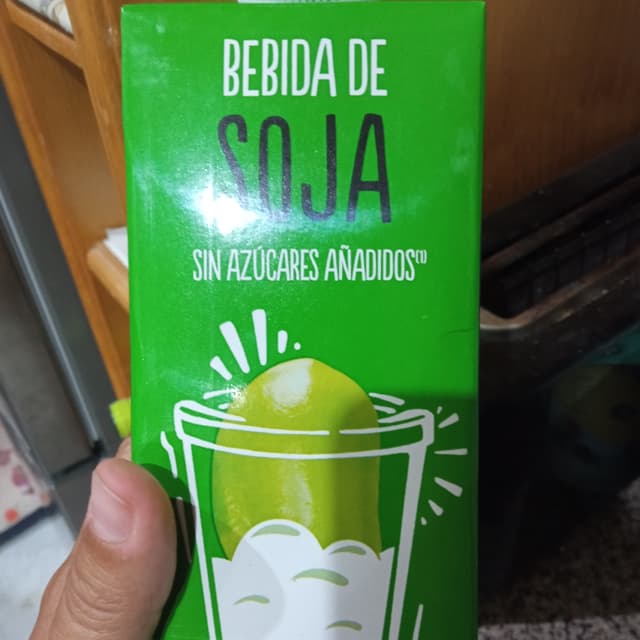 BEBIDA DE
SOJA
SIN AZÚCARES AÑADIDOS(1)